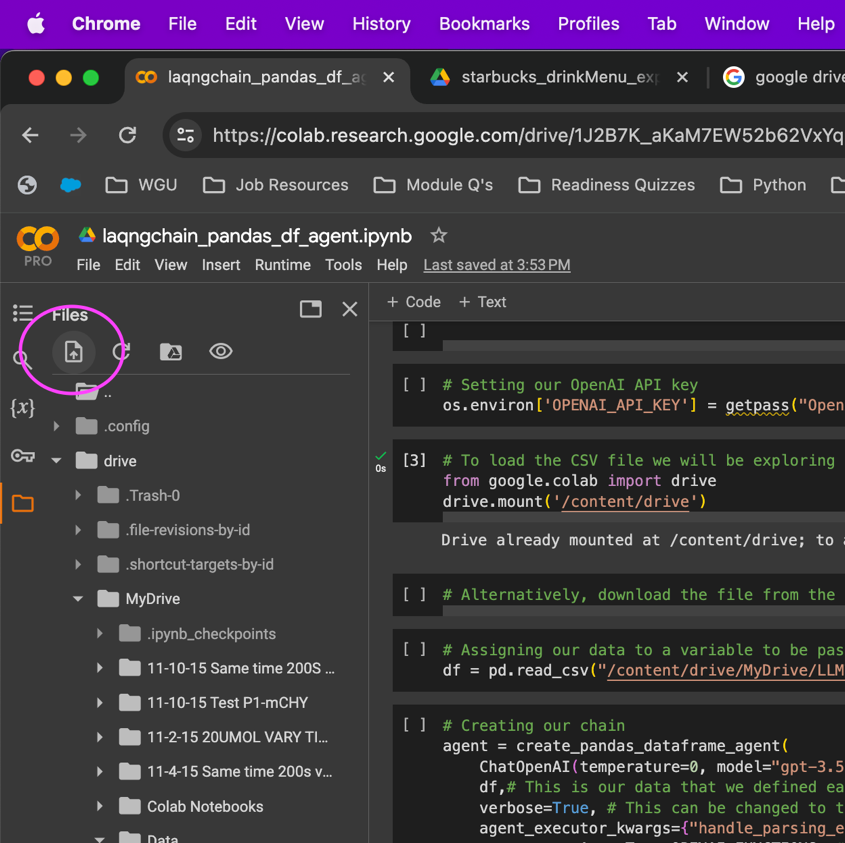 Chrome File Edit View History Bookmarks Profiles Tab Window Help
laqngchain_pandas_df_ag starbucks_drinkMenu_exp google drive
https://colab.research.google.com/drive/1J2B7K_aKaM7EW52b62VxYq
WGU Job Resources Module Q's Readiness Quizzes Python
laqngchain_pandas_df_agent.ipynb
PRO
File Edit View Insert Runtime Tools Help Last saved at 3:53 PM
Files
+ Code + Text
[ ]
{x}
..
.config
drive
.Trash-0
.file-revisions-by-id
.shortcut-targets-by-id
MyDrive
.ipynb_checkpoints
11-10-15 Same time 200S ...
11-10-15 Test P1-mCHY
11-2-15 20UMOL VARY TI...
11-4-15 Same time 200s v...
Colab Notebooks
Data
[ ] # Setting our OpenAI API key
os.environ['OPENAI_API_KEY'] = getpass("Open
[3] # To load the CSV file we will be exploring
0s
from google.colab import drive
drive.mount('/content/drive')
Drive already mounted at /content/drive; to a
[ ] # Alternatively, download the file from the
[ ] # Assigning our data to a variable to be pas
df = pd.read_csv("/content/drive/MyDrive/LLM
[ ] # Creating our chain
agent = create_pandas_dataframe_agent(
ChatOpenAI(temperature=0, model="gpt-3.5
df,# This is our data that we defined ea
verbose=True, # This can be changed to t
agent_executor_kwargs={"handle_parsing_e